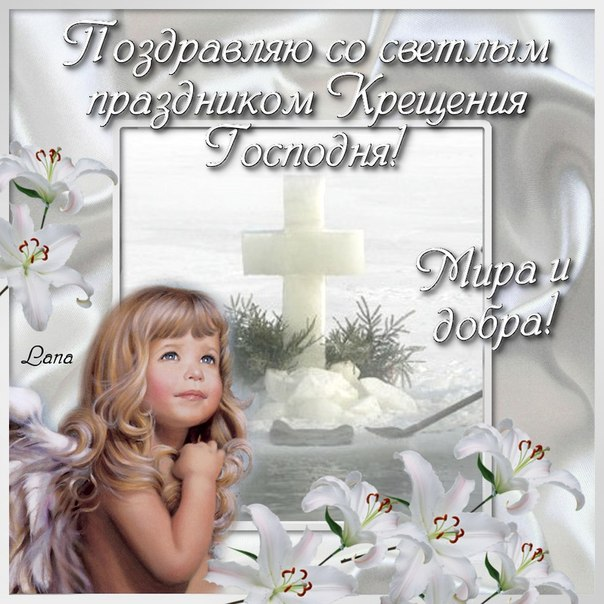 Поздравляю со светлым
праздником Крещения
Господня!
Мира и
добра!
Lana